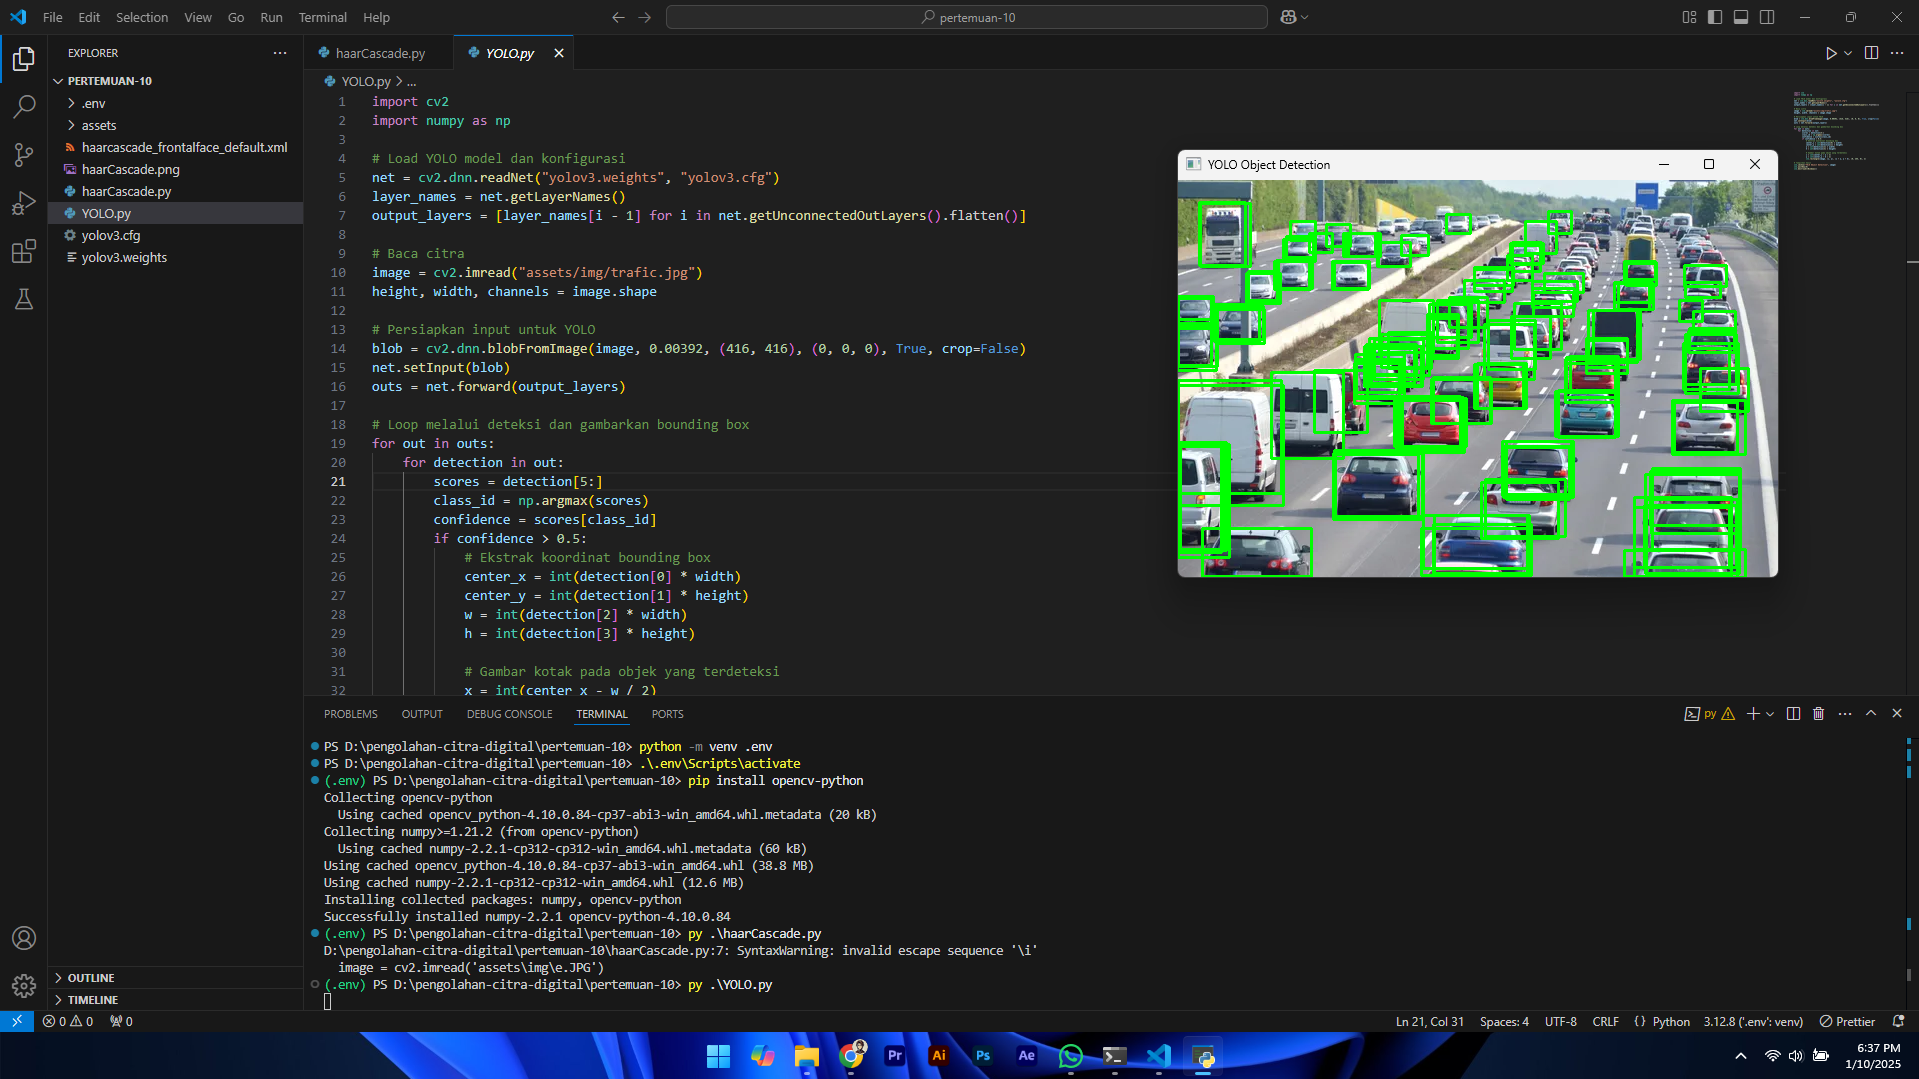 File Edit Selection View Go Run Terminal Help
pertemuan-10
EXPLORER
PERTEMUAN-10
.env
assets
haarcascade_frontalface_default.xml
haarCascade.png
haarCascade.py
YOLO.py
yolov3.cfg
yolov3.weights
OUTLINE
TIMELINE
haarCascade.py
YOLO.py
YOLO.py > ...
1 import cv2
2 import numpy as np
3
4 # Load YOLO model dan konfigurasi
5 net = cv2.dnn.readNet("yolov3.weights", "yolov3.cfg")
6 layer_names = net.getLayerNames()
7 output_layers = [layer_names[i - 1] for i in net.getUnconnectedOutLayers().flatten()]
8
9 # Baca citra
10 image = cv2.imread("assets/img/trafic.jpg")
11 height, width, channels = image.shape
12
13 # Persiapkan input untuk YOLO
14 blob = cv2.dnn.blobFromImage(image, 0.00392, (416, 416), (0, 0, 0), True, crop=False)
15 net.setInput(blob)
16 outs = net.forward(output_layers)
17
18 # Loop melalui deteksi dan gambarkan bounding box
19 for out in outs:
20 for detection in out:
21 scores = detection[5:]
22 class_id = np.argmax(scores)
23 confidence = scores[class_id]
24 if confidence > 0.5:
25 # Ekstrak koordinat bounding box
26 center_x = int(detection[0] * width)
27 center_y = int(detection[1] * height)
28 w = int(detection[2] * width)
29 h = int(detection[3] * height)
30
31 # Gambar kotak pada objek yang terdeteksi
32 x = int(center_x - w / 2)
YOLO Object Detection
PROBLEMS OUTPUT DEBUG CONSOLE TERMINAL PORTS
py
PS D:\pengolahan-citra-digital\pertemuan-10> python -m venv .env
PS D:\pengolahan-citra-digital\pertemuan-10> .\.env\Scripts\activate
(.env) PS D:\pengolahan-citra-digital\pertemuan-10> pip install opencv-python
Collecting opencv-python
Using cached opencv_python-4.10.0.84-cp37-abi3-win_amd64.whl.metadata (20 kB)
Collecting numpy>=1.21.2 (from opencv-python)
Using cached numpy-2.2.1-cp312-cp312-win_amd64.whl.metadata (60 kB)
Using cached opencv_python-4.10.0.84-cp37-abi3-win_amd64.whl (38.8 MB)
Using cached numpy-2.2.1-cp312-cp312-win_amd64.whl (12.6 MB)
Installing collected packages: numpy, opencv-python
Successfully installed numpy-2.2.1 opencv-python-4.10.0.84
(.env) PS D:\pengolahan-citra-digital\pertemuan-10> py .\haarCascade.py
D:\pengolahan-citra-digital\pertemuan-10\haarCascade.py:7: SyntaxWarning: invalid escape sequence '\i'
image = cv2.imread('assets\img\e.JPG')
(.env) PS D:\pengolahan-citra-digital\pertemuan-10> py .\YOLO.py
0 0 0
Ln 21, Col 31 Spaces: 4 UTF-8 CRLF {} Python 3.12.8 ('.env': venv) Prettier
Pr Ai Ps Ae
6:37 PM
1/10/2025